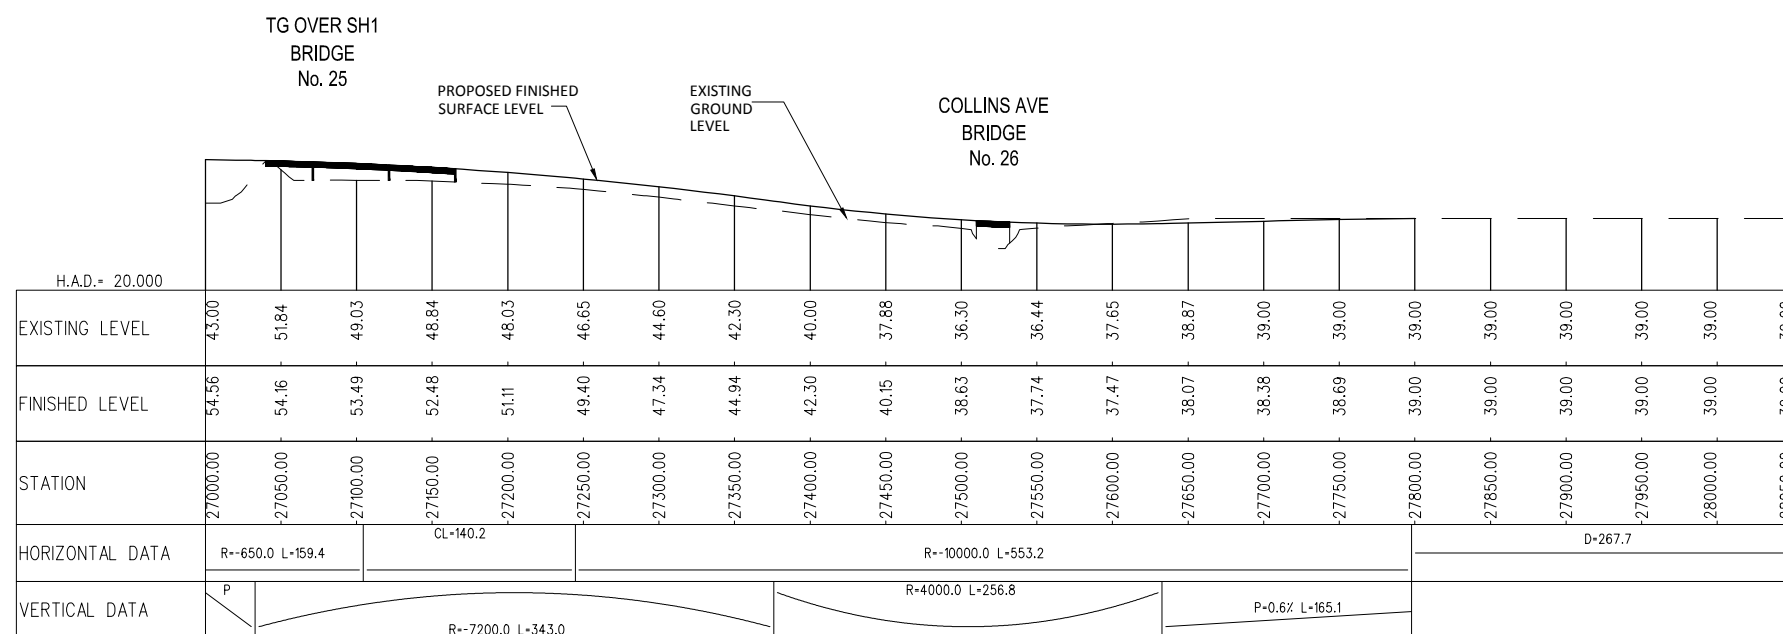 TG OVER SH1
BRIDGE
No. 25
PROPOSED FINISHED
SURFACE LEVEL
EXISTING
GROUND
LEVEL
COLLINS AVE
BRIDGE
No. 26
H.A.D.= 20.000
EXISTING LEVEL 43.00 51.84 49.03 48.84 48.03 46.65 44.60 42.30 40.00 37.88 36.30 36.44 37.65 38.87 39.00 39.00 39.00 39.00 39.00 39.00 39.00
FINISHED LEVEL 54.56 54.16 53.49 52.48 51.11 49.40 47.34 44.94 42.30 40.15 38.63 37.74 37.47 38.07 38.38 38.69 39.00 39.00 39.00 39.00 39.00
STATION 27000.00 27050.00 27100.00 27150.00 27200.00 27250.00 27300.00 27350.00 27400.00 27450.00 27500.00 27550.00 27600.00 27650.00 27700.00 27750.00 27800.00 27850.00 27900.00 27950.00 28000.00
HORIZONTAL DATA R=-650.0 L=159.4 CL=140.2 R=-10000.0 L=553.2 D=267.7
VERTICAL DATA P R=-7200.0 L=343.0 R=4000.0 L=256.8 P=0.6% L=165.1